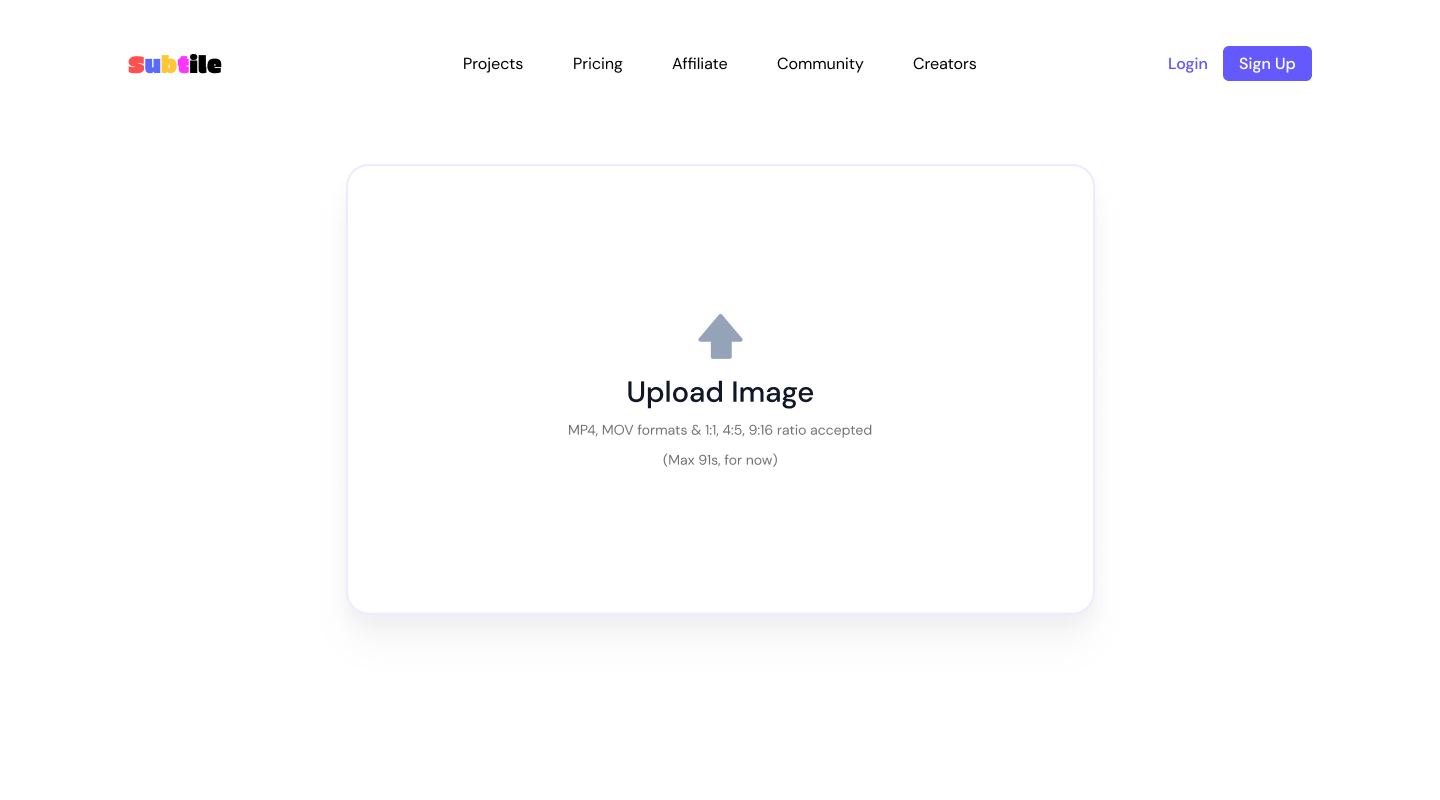 subtile
Projects
Pricing
Affiliate
Community
Creators
Login
Sign Up
Upload Image
MP4, MOV formats & 1:1, 4:5, 9:16 ratio accepted
(Max 91s, for now)